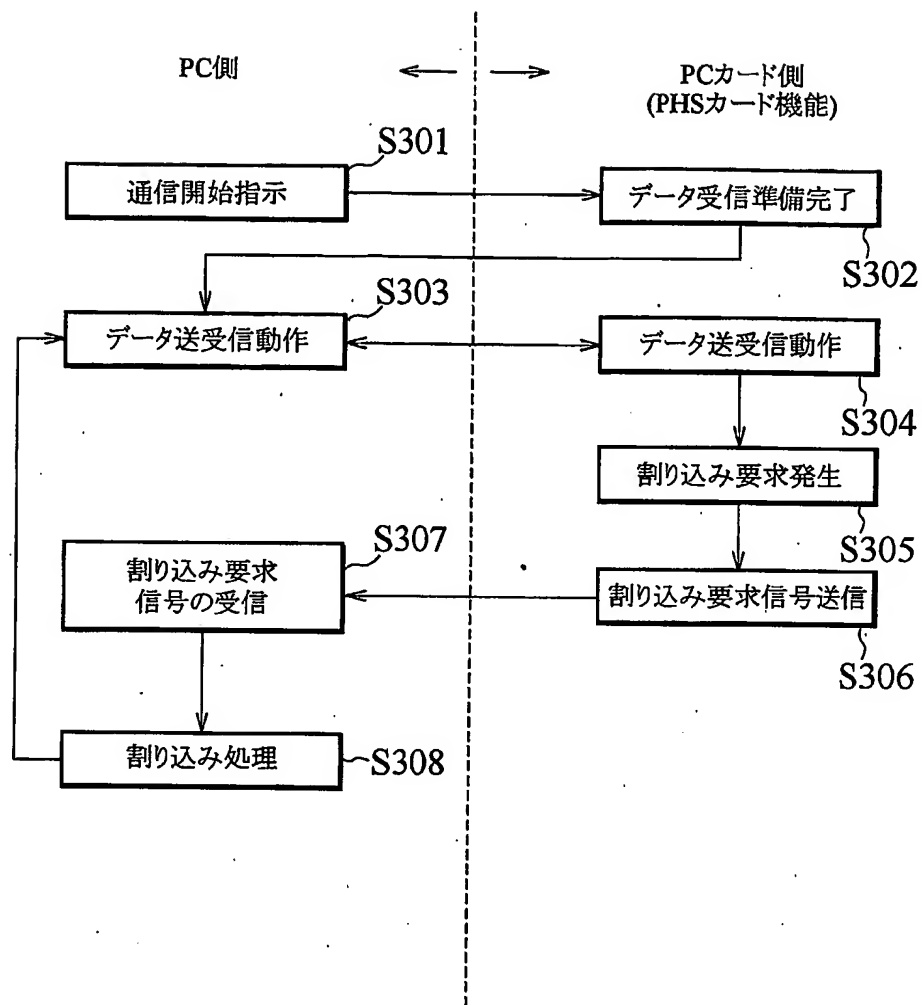 PC側
PCカード側
(PHSカード機能)
S301
通信開始指示
データ受信準備完了
S302
S303
データ送受信動作
データ送受信動作
S304
割り込み要求発生
S305
S307
割り込み要求
信号の受信
割り込み要求信号送信
S306
割り込み処理
S308